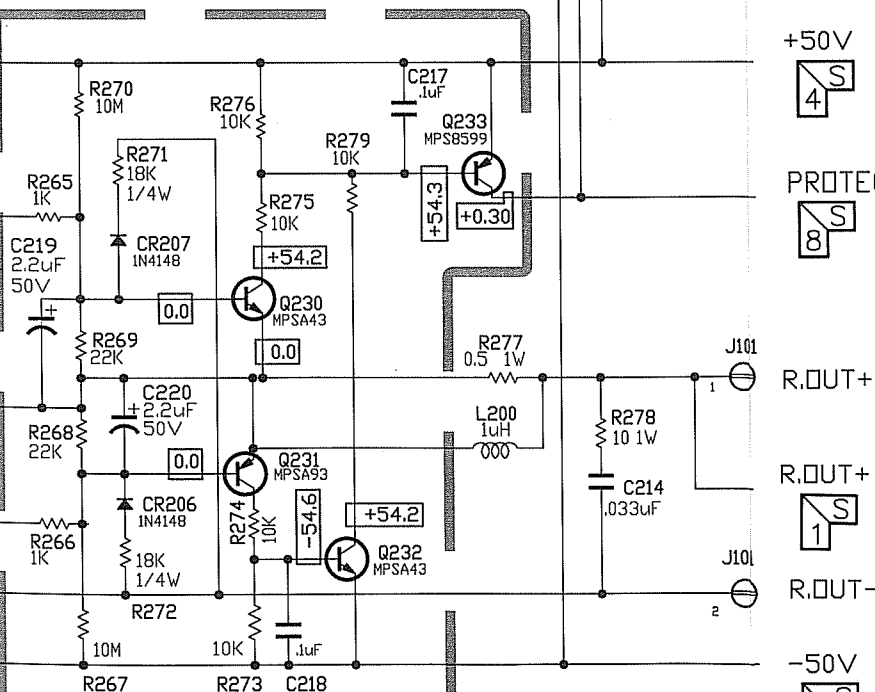 +50V
S
4
R270
10M
C217
.1uF
R276
10K
Q233
MPS8599
R279
10K
R271
18K
1/4W
R265
1K
+54.3
PROTE
S
8
R275
10K
+0.30
C219
2.2uF
50V
+
CR207
1N4148
+54.2
Q230
MPSA43
0.0
R269
22K
0.0
R277
0.5 1W
J101
1
R.OUT+
C220
+
2.2uF
50V
R268
22K
L200
1uH
R278
10 1W
0.0
Q231
MPSA93
R.OUT+
S
1
C214
.033uF
CR206
1N4148
R274
10K
-54.6
+54.2
R266
1K
18K
1/4W
Q232
MPSA43
J101
2
R.OUT-
R272
10M
10K
.1uF
-50V
S
R267
R273
C218